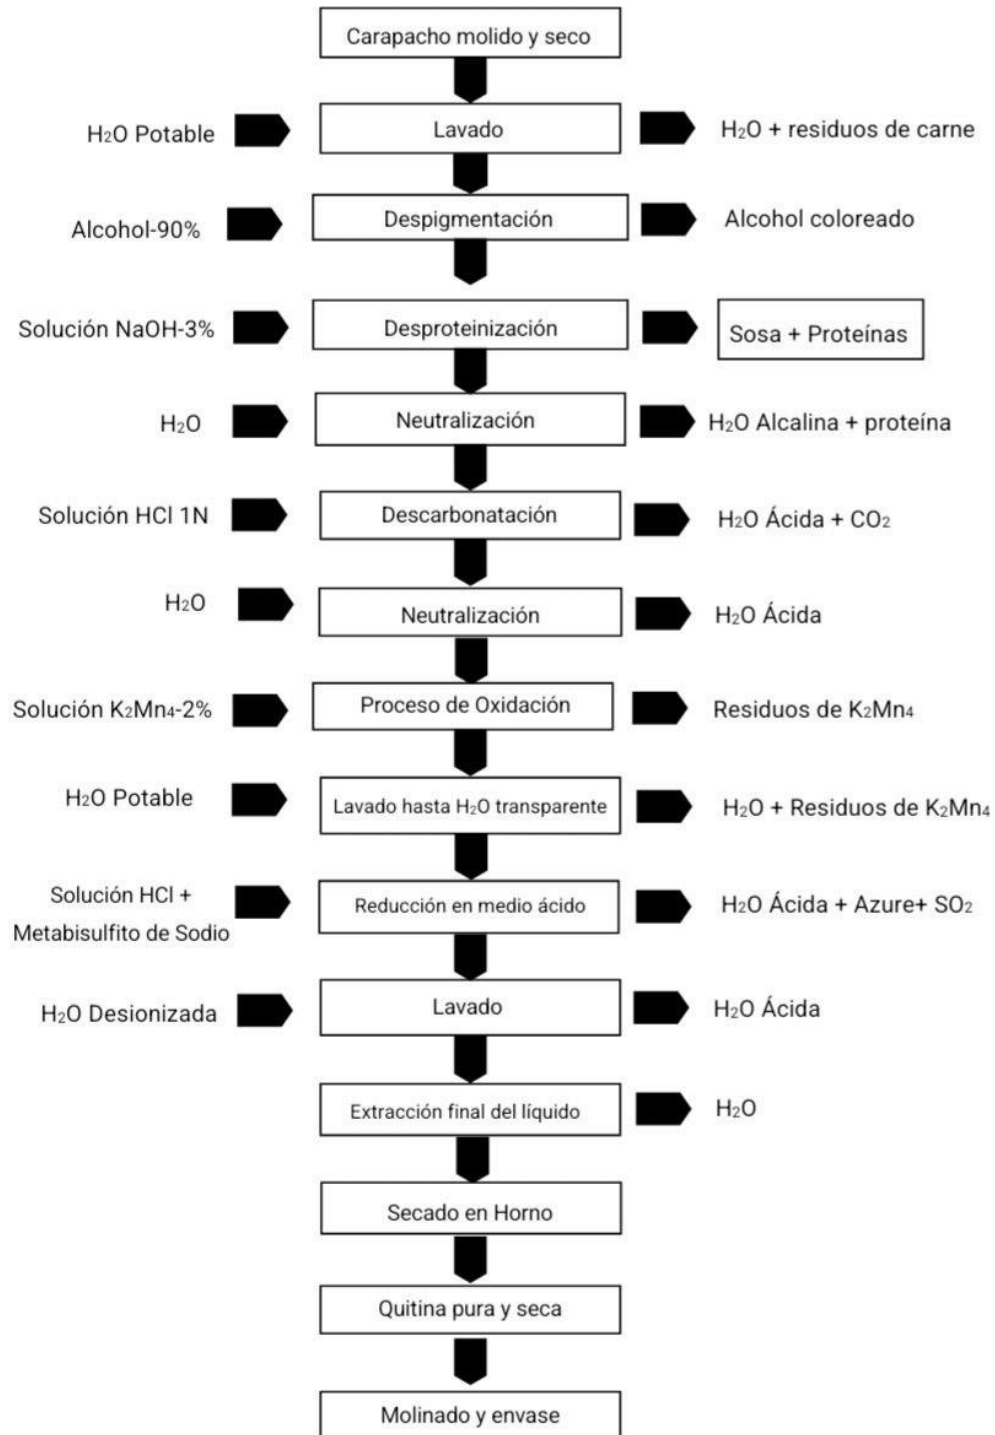 Carapacho molido y seco
H₂O Potable
Lavado
H₂O + residuos de carne
Alcohol-90%
Despigmentación
Alcohol coloreado
Solución NaOH-3%
Desproteinización
Sosa + Proteínas
H₂O
Neutralización
H₂O Alcalina + proteína
Solución HCl 1N
Descarbonatación
H₂O Ácida + CO₂
H₂O
Neutralización
H₂O Ácida
Solución K₂Mn₄-2%
Proceso de Oxidación
Residuos de K₂Mn₄
H₂O Potable
Lavado hasta H₂O transparente
H₂O + Residuos de K₂Mn₄
Solución HCl +
Metabisulfito de Sodio
Reducción en medio ácido
H₂O Ácida + Azure+ SO₂
H₂O Desionizada
Lavado
H₂O Ácida
Extracción final del líquido
H₂O
Secado en Horno
Quitina pura y seca
Molinado y envase